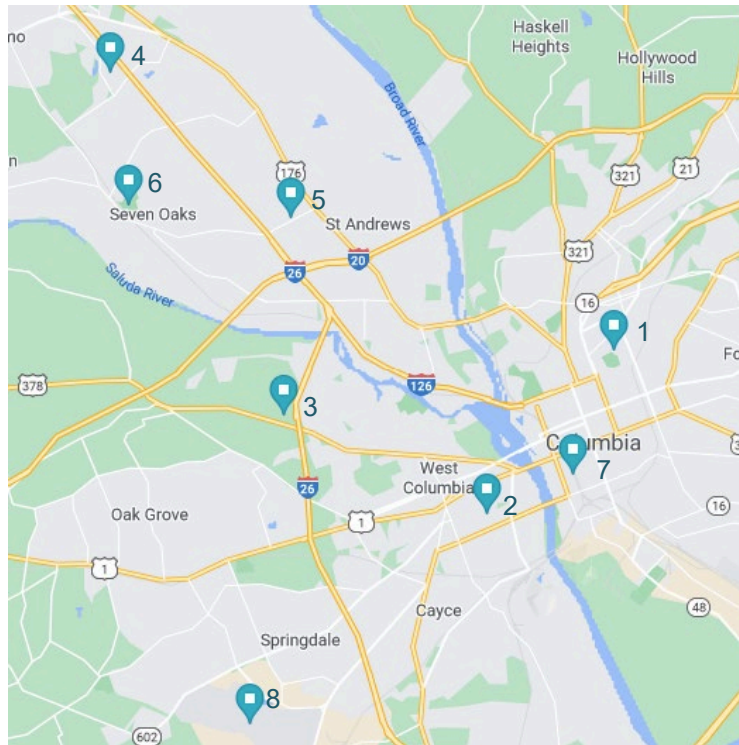 mo
Haskell
Heights
4
Hollywood
Hills
Broad River
176
321
21
6
5
Seven Oaks
St Andrews
321
20
26
Saluda River
16
1
Fo
378
126
3
Columbia
3
West
Columbia
7
26
2
16
Oak Grove
1
1
48
Cayce
Springdale
8
602
n